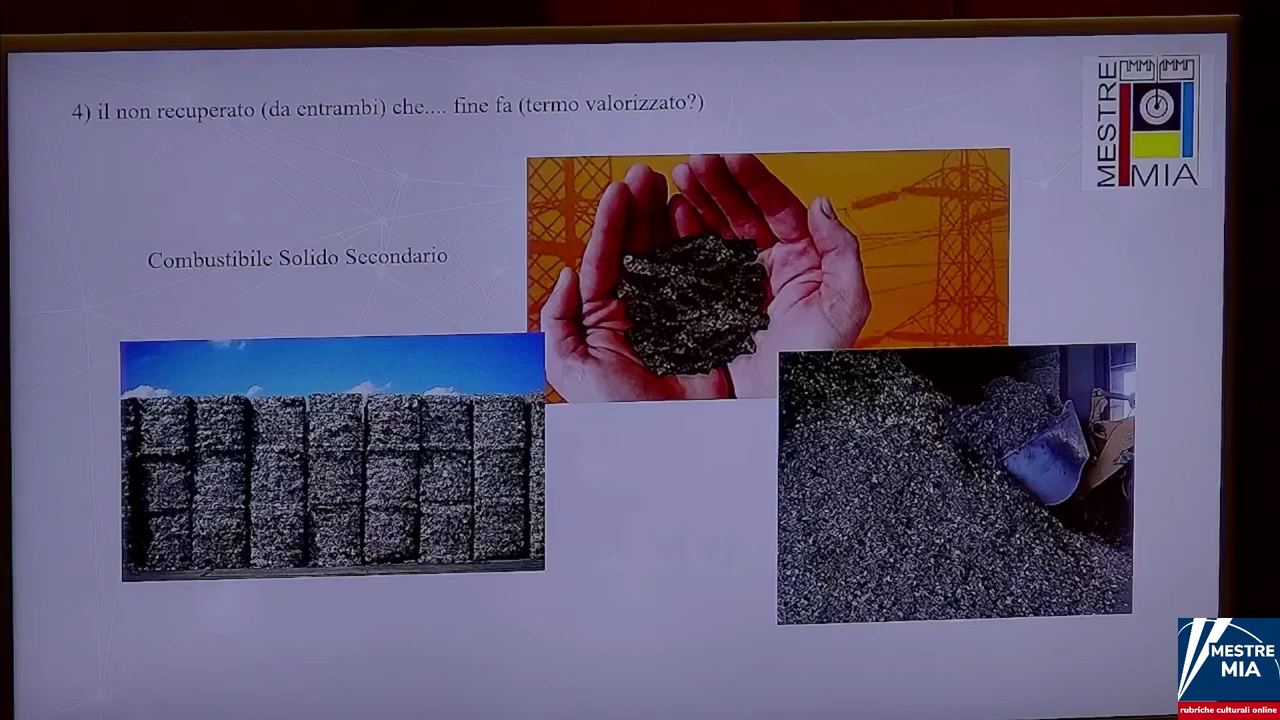 4) il non recuperato (da entrambi) che.... fine fa (termo valorizzato?)
MESTRE
MIA
Combustibile Solido Secondario
MESTRE
MIA
rubriche culturali online